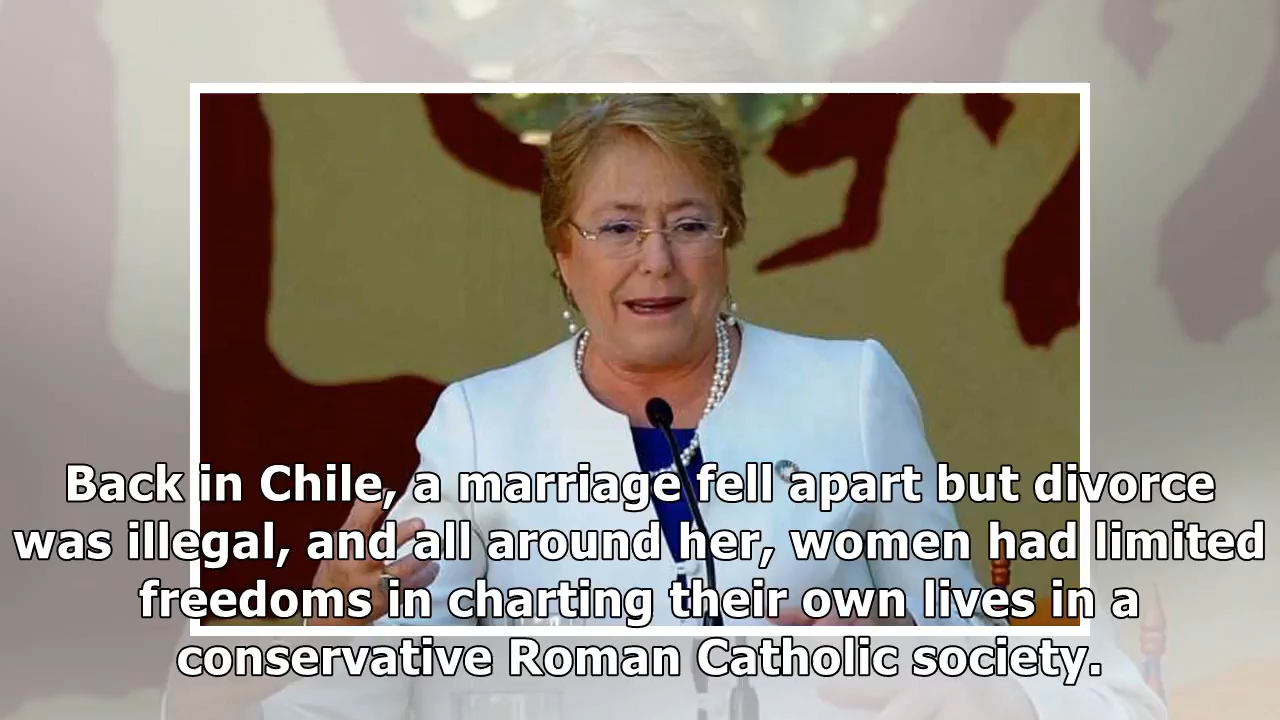 Back in Chile, a marriage fell apart but divorce
was illegal, and all around her, women had limited
freedoms in charting their own lives in a
conservative Roman Catholic society.